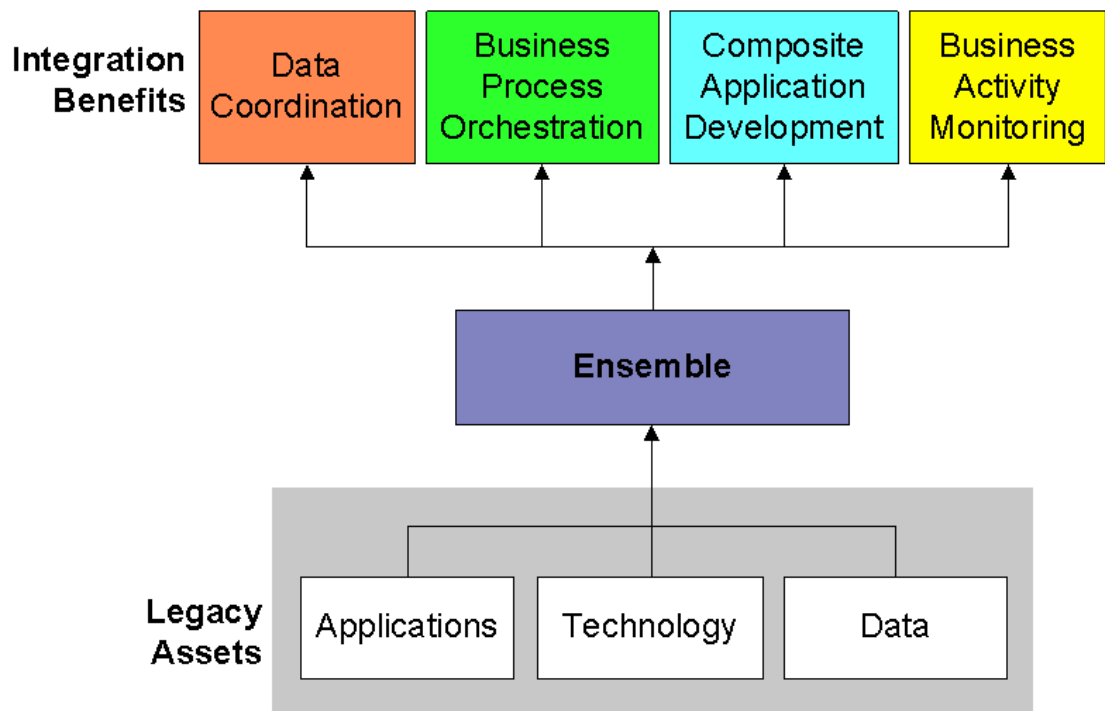 Integration
Benefits
Data
Coordination
Business
Process
Orchestration
Composite
Application
Development
Business
Activity
Monitoring
Ensemble
Legacy
Assets
Applications
Technology
Data